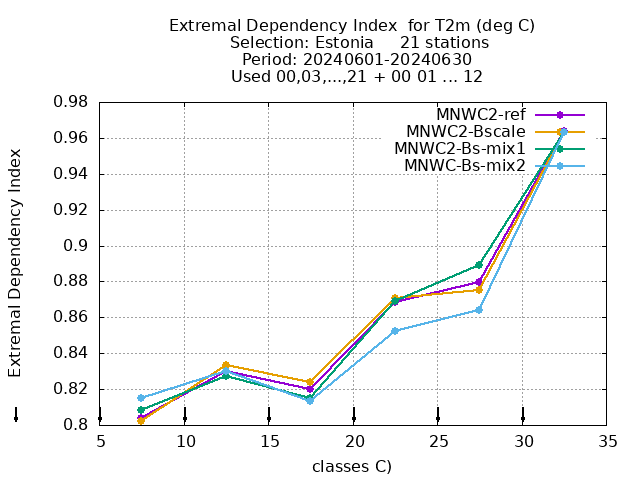 Extremal Dependency Index  for T2m (deg C)
Selection: Estonia     21 stations
Period: 20240601-20240630
Used 00,03,...,21 + 00 01 ... 12
Extremal Dependency Index
0.98
0.96
0.94
0.92
0.9
0.88
0.86
0.84
0.82
0.8
MNWC2-ref
MNWC2-Bscale
MNWC2-Bs-mix1
MNWC-Bs-mix2
5 10 15 20 25 30 35
classes C)